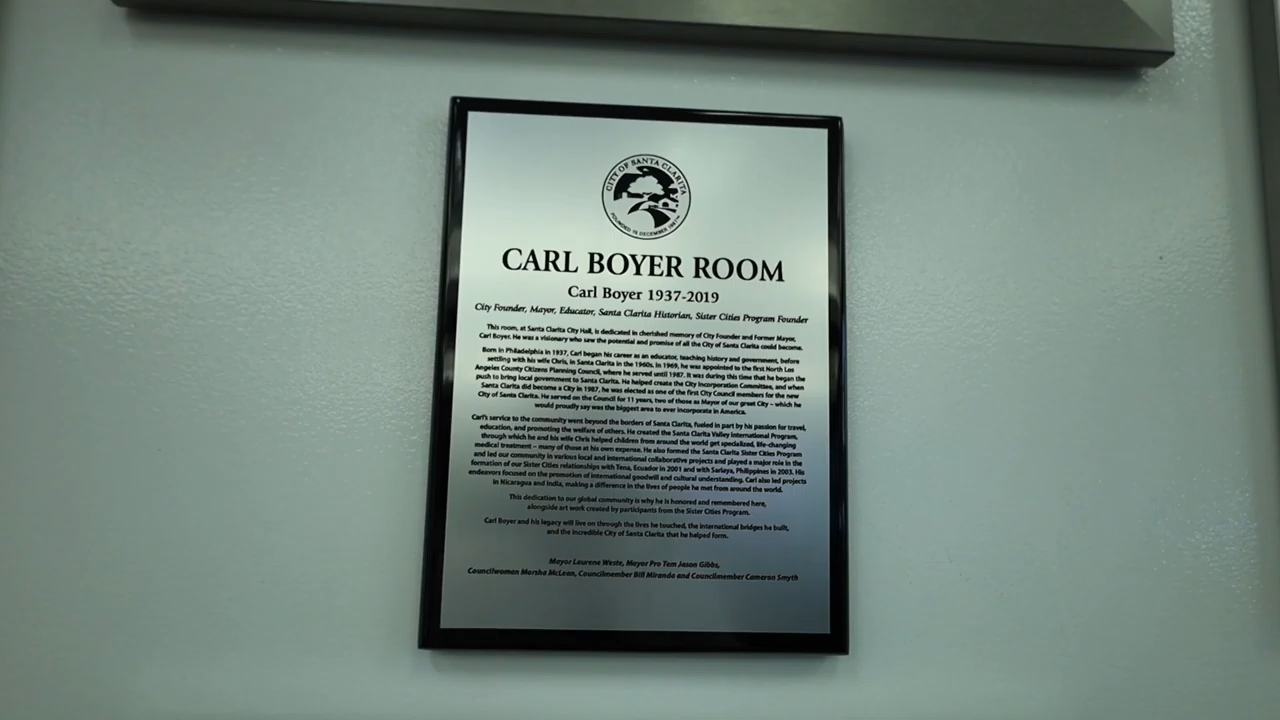 CITY OF SANTA CLARITA
FOUNDED 15 DECEMBER 1987
CARL BOYER ROOM
Carl Boyer 1937-2019
City Founder, Mayor, Educator, Santa Clarita Historian, Sister Cities Program Founder
This room, at Santa Clarita City Hall, is dedicated in cherished memory of City Founder and Former Mayor,
Carl Boyer. He was a visionary who saw the potential and promise of all the City of Santa Clarita could become.
Born in Philadelphia in 1937, Carl began his career as an educator, teaching history and government, before
settling with his wife Chris, in Santa Clarita in the 1960s. In 1969, he was appointed to the first North Los
Angeles County Citizens Planning Council, where he served until 1987. It was during this time that he began the
push to bring local government to Santa Clarita. He helped create the City Incorporation Committee, and when
Santa Clarita did become a City in 1987, he was elected as one of the first City Council members for the new
City of Santa Clarita. He served on the Council for 11 years, two of those as Mayor of our great City – which he
would proudly say was the biggest area to ever incorporate in America.
Carl's service to the community went beyond the borders of Santa Clarita, fueled in part by his passion for travel,
education, and promoting the welfare of others. He created the Santa Clarita Valley International Program,
through which he and his wife Chris helped children from around the world get specialized, life-changing
medical treatment – many of those at his own expense. He also formed the Santa Clarita Sister Cities Program
and led our community in various local and international collaborative projects and played a major role in the
formation of our Sister Cities relationships with Tena, Ecuador in 2001 and with Sariaya, Philippines in 2003. His
endeavors focused on the promotion of international goodwill and cultural understanding. Carl also led projects
in Nicaragua and India, making a difference in the lives of people he met from around the world.
This dedication to our global community is why he is honored and remembered here,
alongside art work created by participants from the Sister Cities Program.
Carl Boyer and his legacy will live on through the lives he touched, the international bridges he built,
and the incredible City of Santa Clarita that he helped form.
Mayor Laurene Weste, Mayor Pro Tem Jason Gibbs,
Councilwoman Marsha McLean, Councilmember Bill Miranda and Councilmember Cameron Smyth